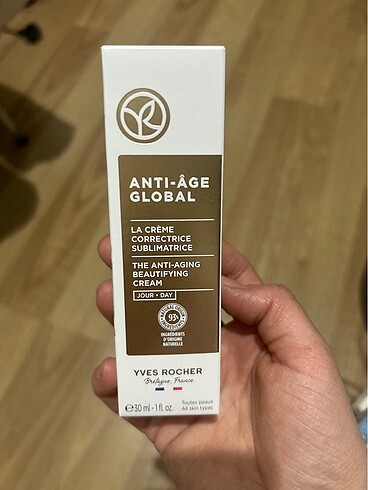 ANTI-ÂGE
GLOBAL
LA CRÈME
CORRECTRICE
SUBLIMATRICE
THE ANTI-AGING
BEAUTIFYING
CREAM
JOUR • DAY
93%
INGRÉDIENTS
D'ORIGINE
NATURELLE
YVES ROCHER
Bretagne, France
℮30 ml - 1 fl. oz.
Toutes peaux
All skin types